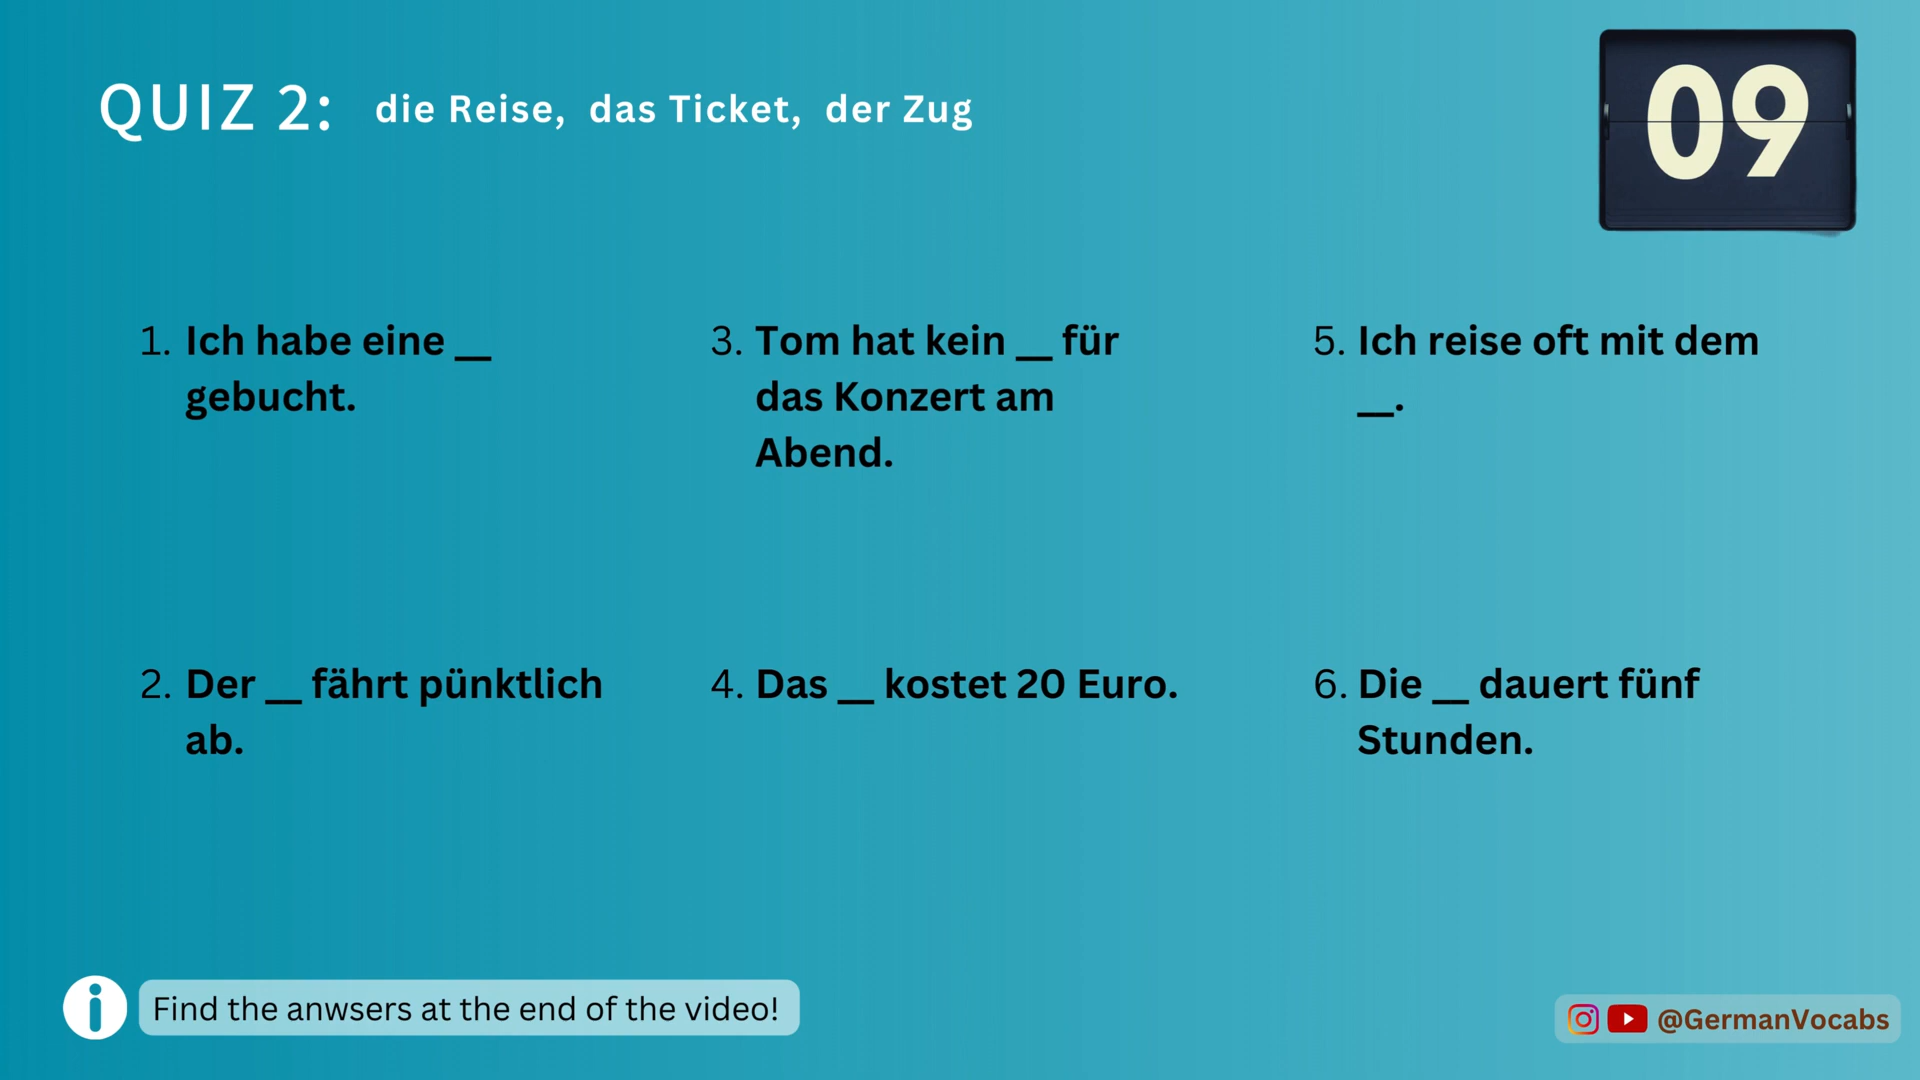 QUIZ 2: die Reise, das Ticket, der Zug
09
1. Ich habe eine __
gebucht.
2. Der __ fährt pünktlich
ab.
3. Tom hat kein __ für
das Konzert am
Abend.
4. Das __ kostet 20 Euro.
5. Ich reise oft mit dem
__.
6. Die __ dauert fünf
Stunden.
Find the anwsers at the end of the video!
@GermanVocabs